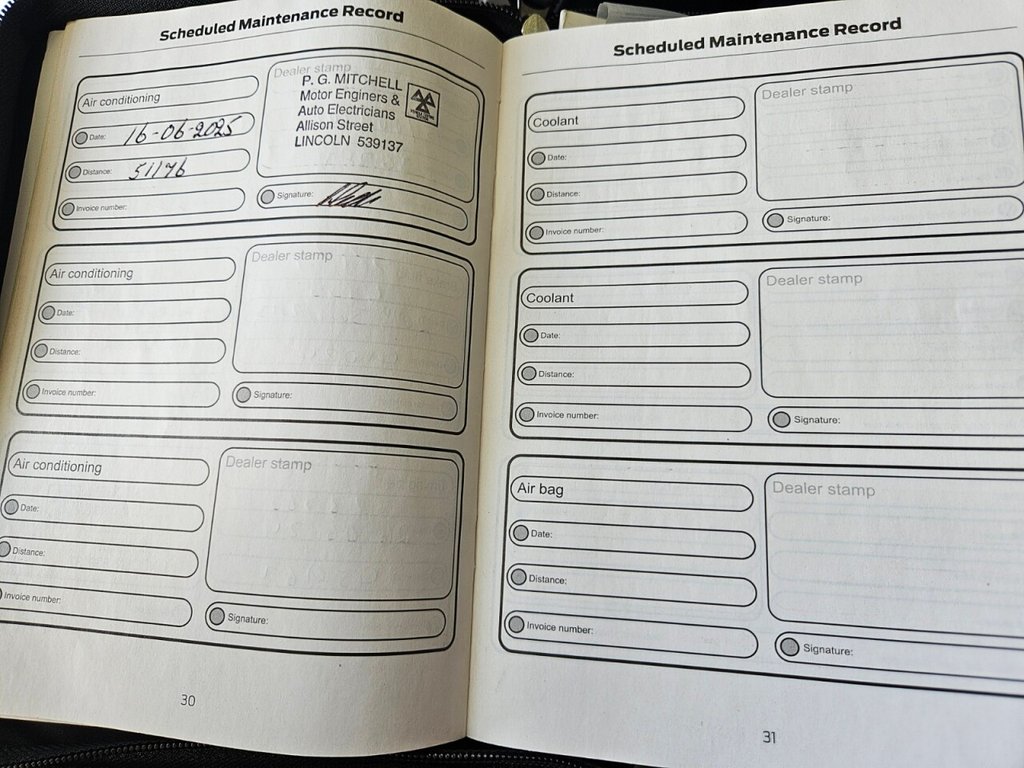 Scheduled Maintenance Record
Air conditioning
Date: 16-06-2025
Distance: 51196
Invoice number:
Dealer stamp
P. G. MITCHELL
Motor Enginers &
Auto Electricians
Allison Street
LINCOLN 539137
Signature:
Air conditioning
Date:
Distance:
Invoice number:
Dealer stamp
Signature:
Air conditioning
Date:
Distance:
Invoice number:
Dealer stamp
Signature:
30
Scheduled Maintenance Record
Coolant
Date:
Distance:
Invoice number:
Dealer stamp
Signature:
Coolant
Date:
Distance:
Invoice number:
Dealer stamp
Signature:
Air bag
Date:
Distance:
Invoice number:
Dealer stamp
Signature:
31